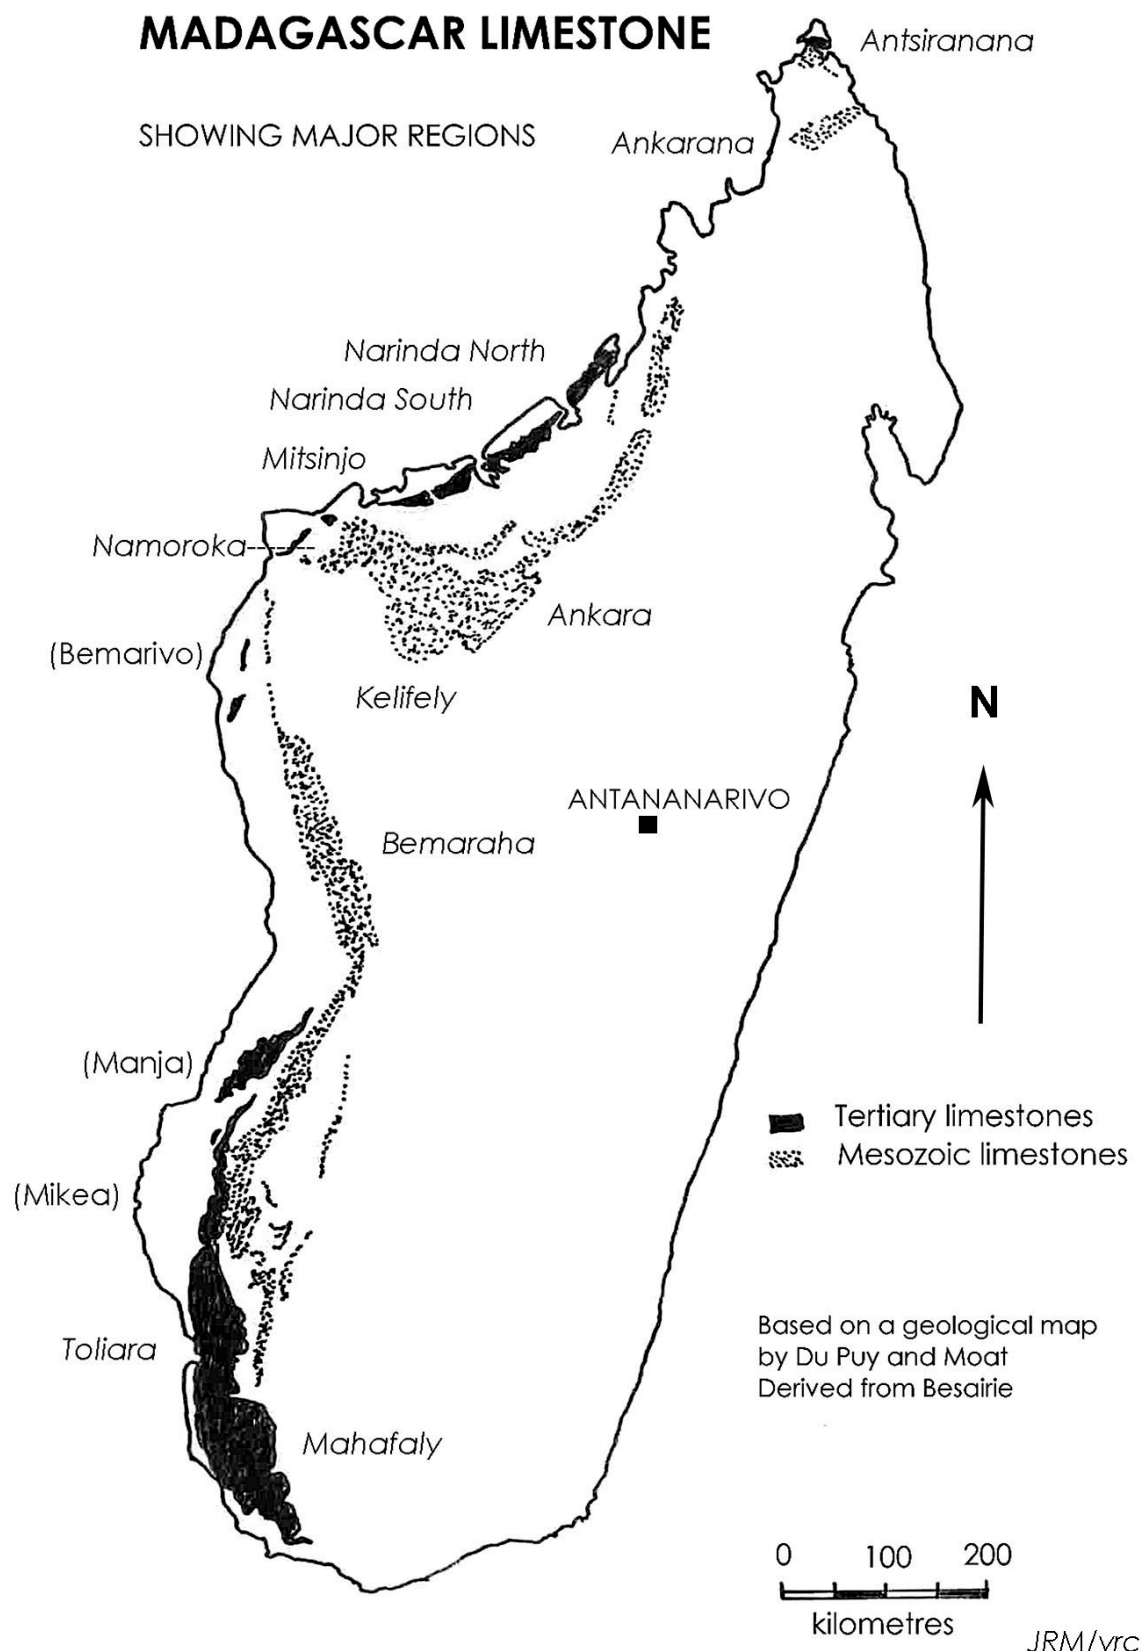 MADAGASCAR LIMESTONE
Antsiranana
SHOWING MAJOR REGIONS
Ankarana
Narinda North
Narinda South
Mitsinjo
Namoroka
Ankara
(Bemarivo)
Kelifely
N
ANTANANARIVO
Bemaraha
(Manja)
Tertiary limestones
Mesozoic limestones
(Mikea)
Based on a geological map
by Du Puy and Moat
Derived from Besairie
Toliara
Mahafaly
0 100 200
kilometres
JRM/vrc